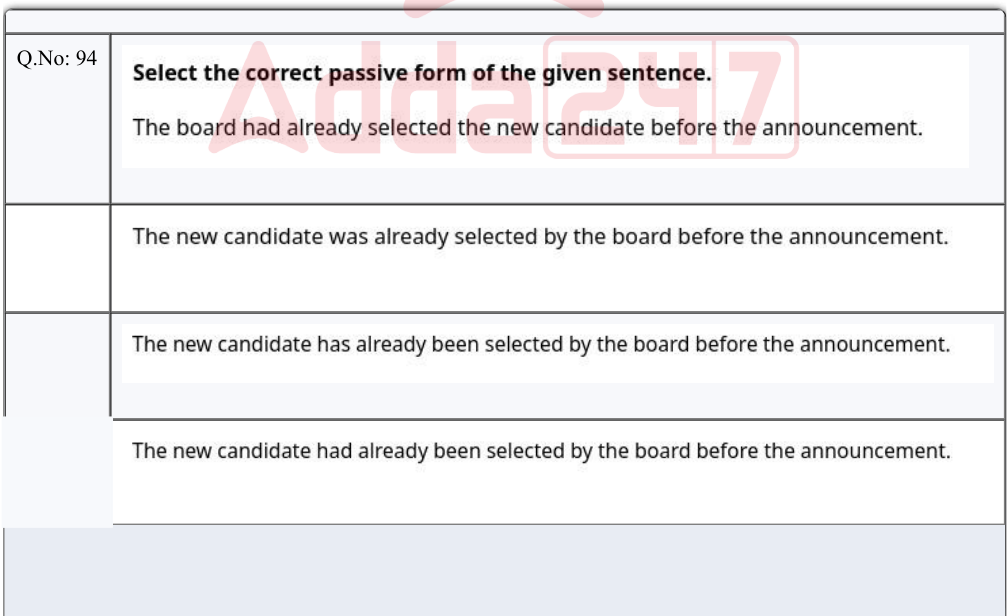 Q.No: 94
Select the correct passive form of the given sentence.
The board had already selected the new candidate before the announcement.
Adda247
The new candidate was already selected by the board before the announcement.
The new candidate has already been selected by the board before the announcement.
The new candidate had already been selected by the board before the announcement.